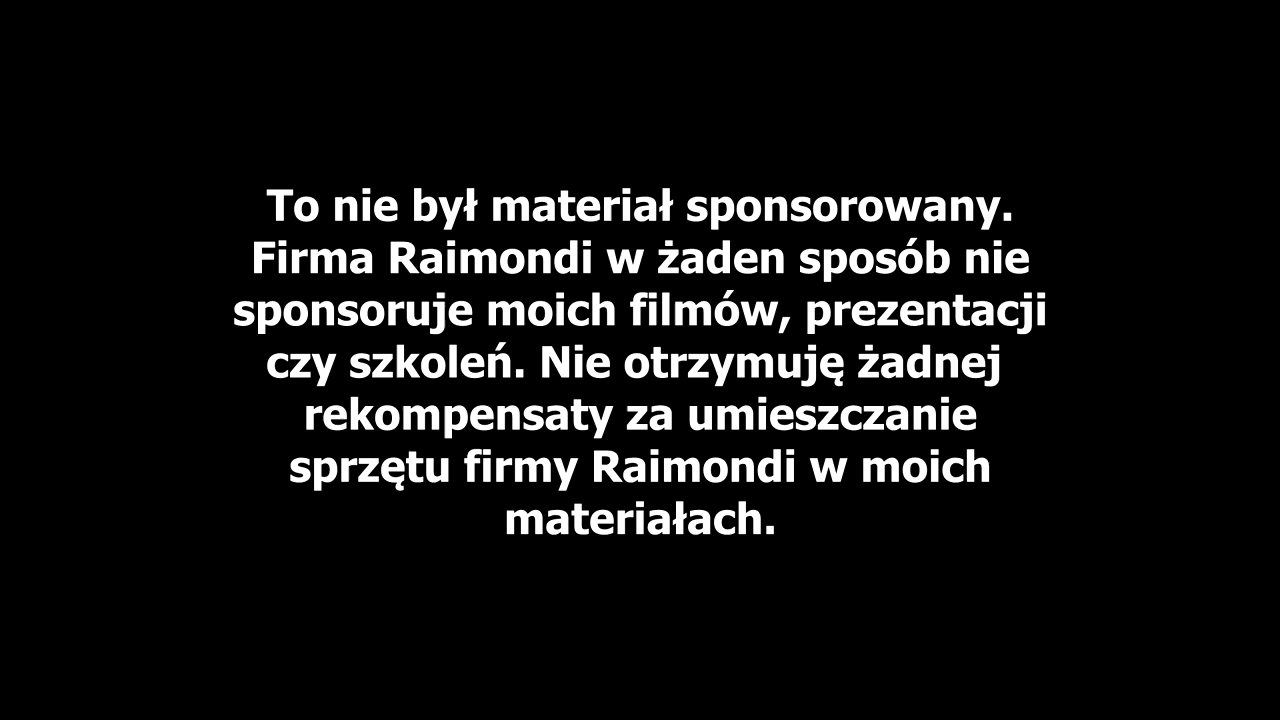 To nie był materiał sponsorowany.
Firma Raimondi w żaden sposób nie
sponsoruje moich filmów, prezentacji
czy szkoleń. Nie otrzymuję żadnej
rekompensaty za umieszczanie
sprzętu firmy Raimondi w moich
materiałach.